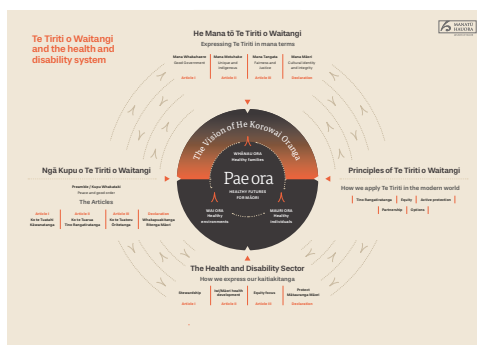 Te Tiriti o Waitangi
and the health and
disability system
MANATŪ
HAUORA
He Mana tō Te Tiriti o Waitangi
Expressing Te Tiriti in mana terms
Mana Whakahaere
Good Government
Article I
Mana Motuhake
Unique and
Indigenous
Article II
Mana Tangata
Fairness and
Justice
Article III
Mana Māori
Cultural identity
and integrity
Declaration
The Vision of He Korowai Oranga
WHĀNAU ORA
Healthy families
Pae ora
HEALTHY FUTURES
FOR MĀORI
WAI ORA
Healthy
environments
MAURI ORA
Healthy
individuals
Ngā Kupu o Te Tiriti o Waitangi
Preamble / Kupu Whakataki
Peace and good order
The Articles
Article I
Ko te Tuatahi
Kāwanatanga
Article II
Ko te Tuarua
Tino Rangatiratanga
Article III
Ko te Tuatoru
Ōritetanga
Declaration
Whakapuakitanga
Ritenga Māori
Principles of Te Tiriti o Waitangi
How we apply Te Tiriti in the modern world
Tino Rangatiratanga
Equity
Active protection
Partnership
Options
The Health and Disability Sector
How we express our kaitiakitanga
Stewardship
Article I
Iwi/Māori health
development
Article II
Equity focus
Article III
Protect
Mātauranga Māori
Declaration